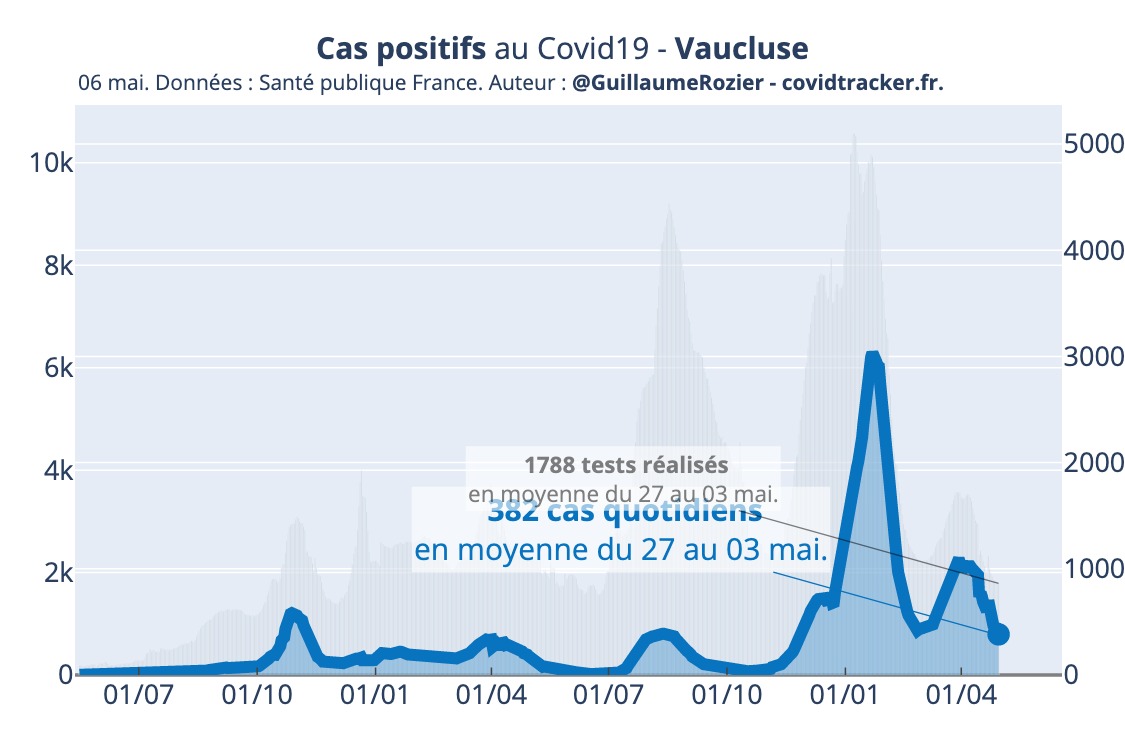 Cas positifs au Covid19 - Vaucluse
06 mai. Données : Santé publique France. Auteur : @GuillaumeRozier - covidtracker.fr.
10k
8k
6k
4k
2k
0
5000
4000
3000
2000
1000
0
1788 tests réalisés
en moyenne du 27 au 03 mai.
382 cas quotidiens
en moyenne du 27 au 03 mai.
01/07 01/10 01/01 01/04 01/07 01/10 01/01 01/04